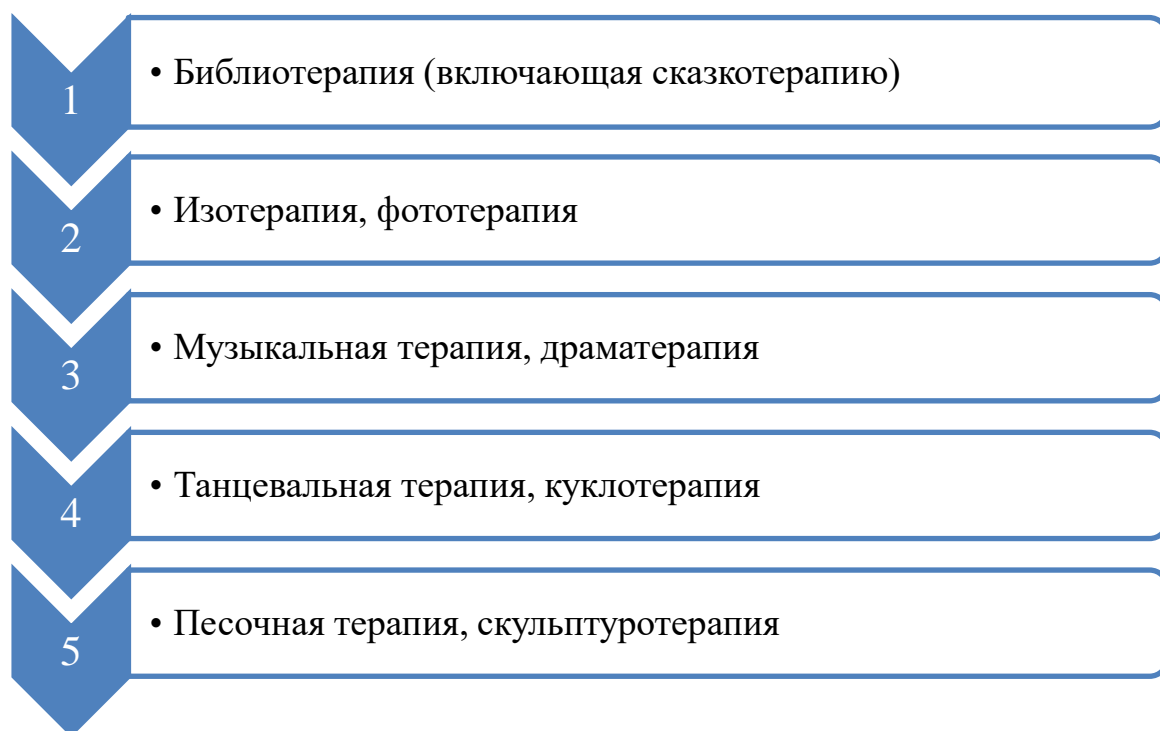 1
• Библиотерапия (включающая сказкотерапию)
2
• Изотерапия, фототерапия
3
• Музыкальная терапия, драматерапия
4
• Танцевальная терапия, куклотерапия
5
• Песочная терапия, скульптуротерапия